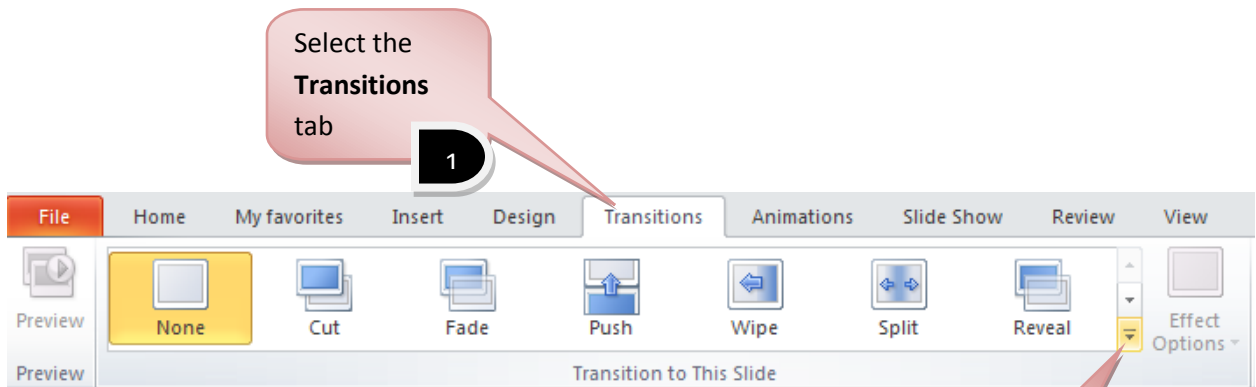 Select the
Transitions
tab
1
File Home My favorites Insert Design Transitions Animations Slide Show Review View
None Cut Fade Push Wipe Split Reveal
Preview
Effect
Options
Preview
Transition to This Slide